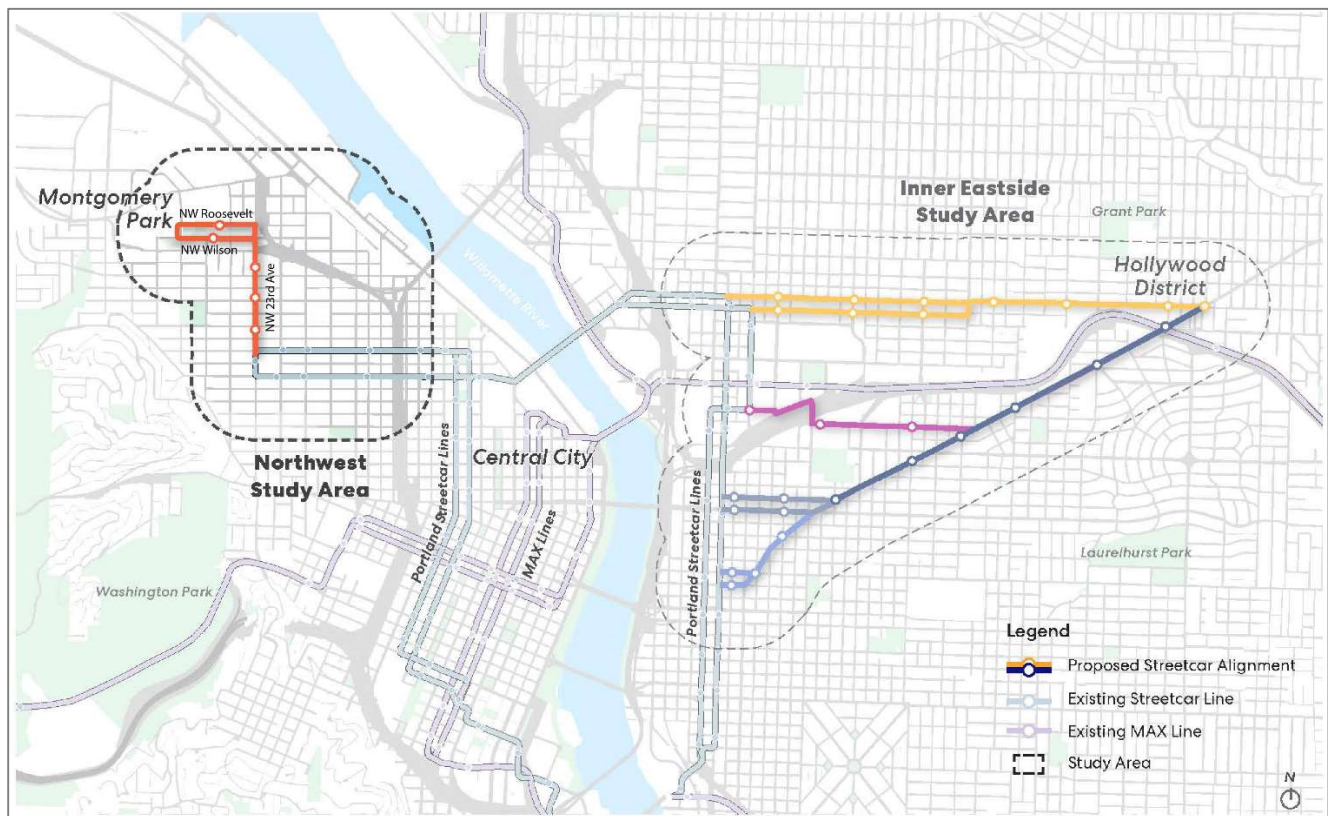 Montgomery
Park
NW Roosevelt
NW Wilson
NW 23rd Ave
Northwest
Study Area
Willamette River
Inner Eastside
Study Area
Grant Park
Hollywood
District
Central City
Portland Streetcar Lines
MAX Lines
Portland Streetcar Lines
Washington Park
Laurelhurst Park
Legend
Proposed Streetcar Alignment
Existing Streetcar Line
Existing MAX Line
Study Area
N